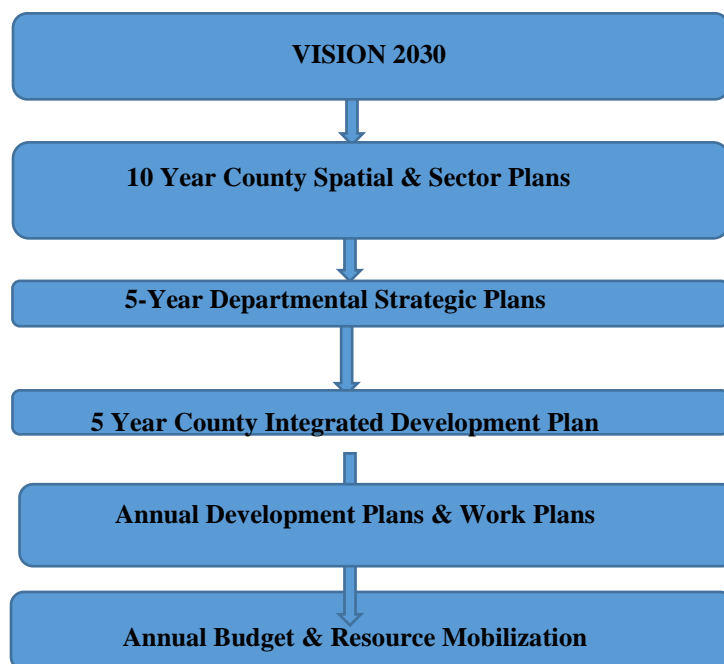 VISION 2030
10 Year County Spatial & Sector Plans
5-Year Departmental Strategic Plans
5 Year County Integrated Development Plan
Annual Development Plans & Work Plans
Annual Budget & Resource Mobilization